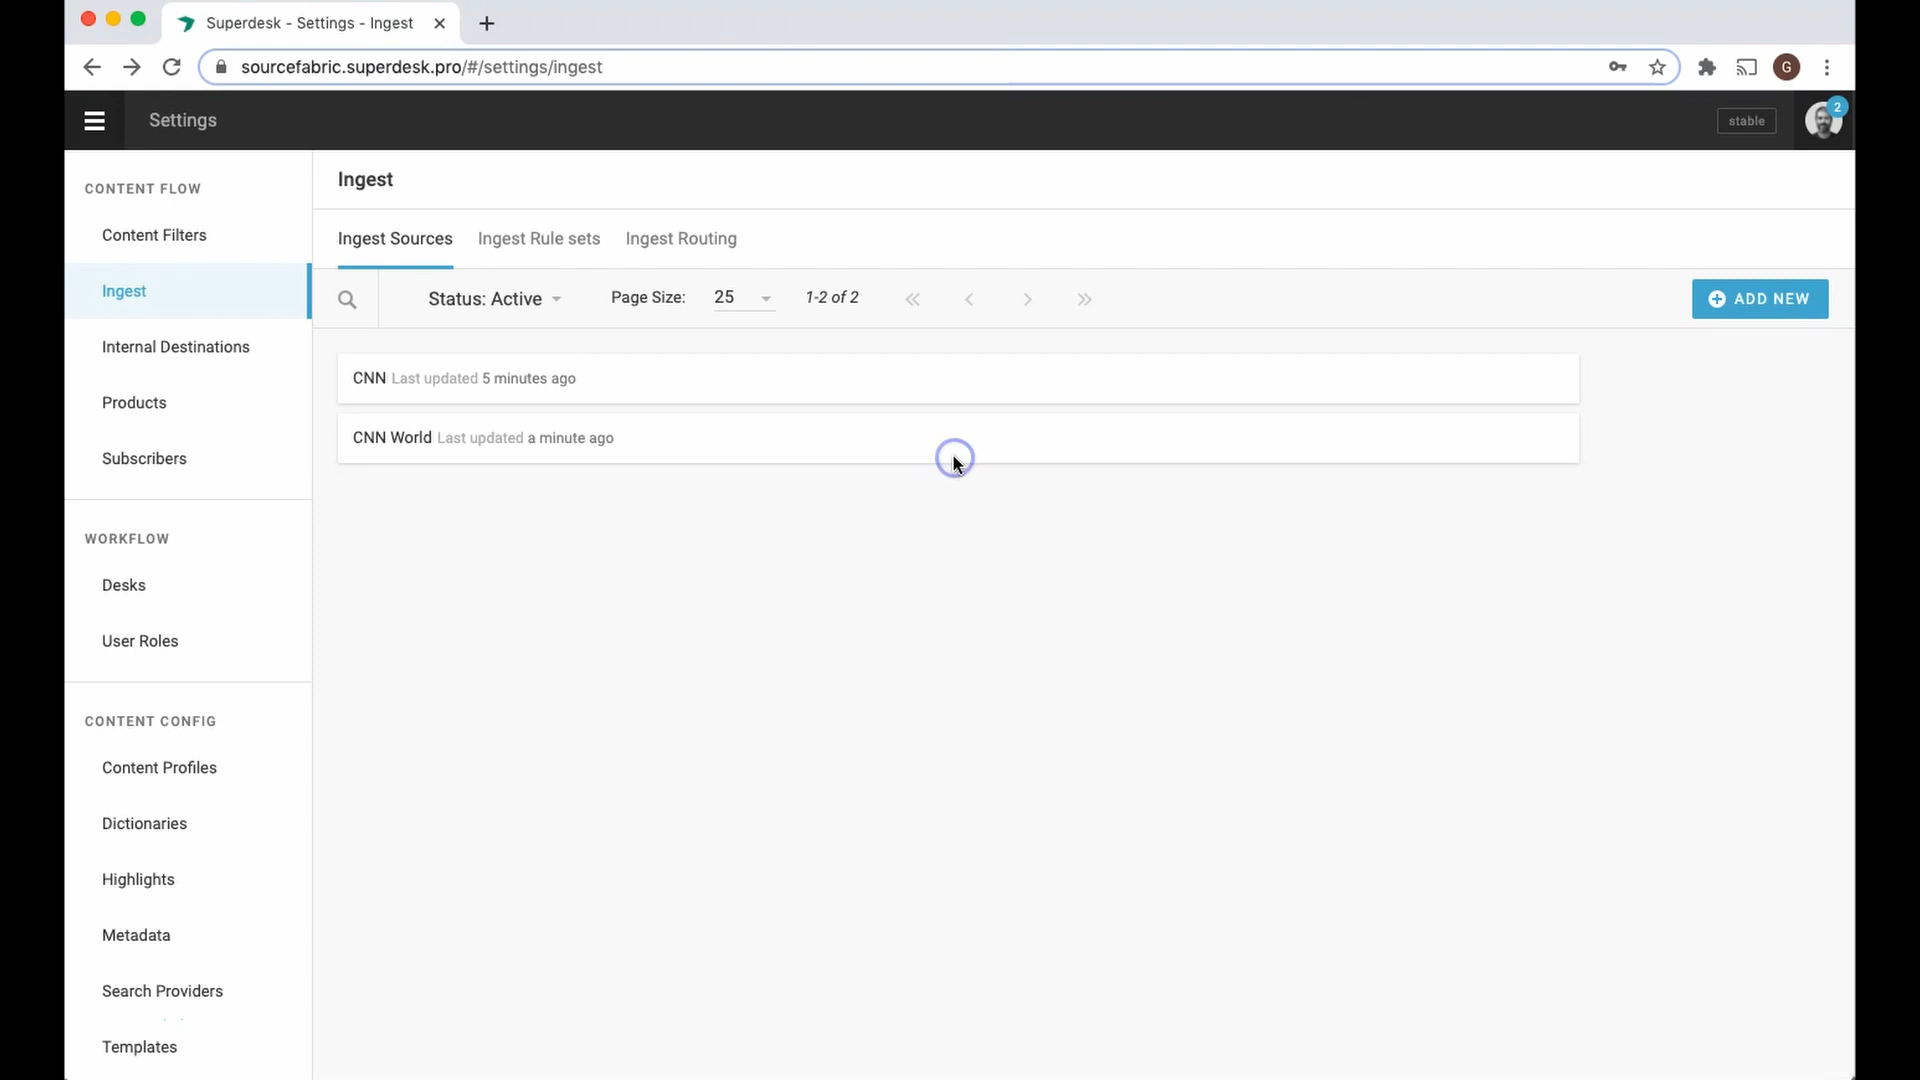 Superdesk - Settings - Ingest
sourcefabric.superdesk.pro/#/settings/ingest
G
Settings
stable
2
CONTENT FLOW
Content Filters
Ingest
Internal Destinations
Products
Subscribers
WORKFLOW
Desks
User Roles
CONTENT CONFIG
Content Profiles
Dictionaries
Highlights
Metadata
Search Providers
Templates
Ingest
Ingest Sources Ingest Rule sets Ingest Routing
Status: Active Page Size: 25 1-2 of 2 ADD NEW
CNN Last updated 5 minutes ago
CNN World Last updated a minute ago